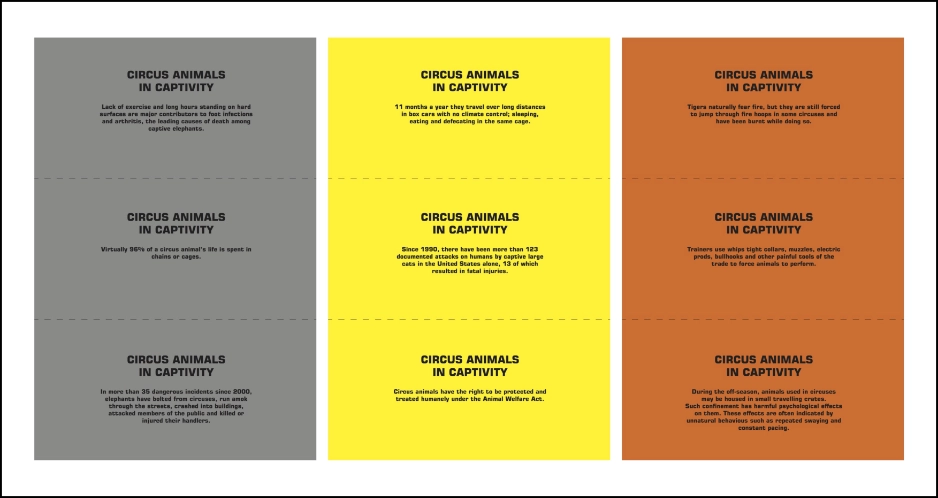 CIRCUS ANIMALS
IN CAPTIVITY
Lack of exercise and long hours standing on hard
surfaces are major contributors to foot infections
and arthritis, the leading causes of death among
captive elephants.
CIRCUS ANIMALS
IN CAPTIVITY
Virtually 96% of a circus animal's life is spent in
chains or cages.
CIRCUS ANIMALS
IN CAPTIVITY
In more than 35 dangerous incidents since 2000,
elephants have bolted from circuses, run amok
through the streets, crashed into buildings,
attacked members of the public and killed or
injured their handlers.
CIRCUS ANIMALS
IN CAPTIVITY
11 months a year they travel over long distances
in box cars with no climate control; sleeping,
eating and defecating in the same cage.
CIRCUS ANIMALS
IN CAPTIVITY
Since 1990, there have been more than 123
documented attacks on humans by captive large
cats in the United States alone, 13 of which
resulted in fatal injuries.
CIRCUS ANIMALS
IN CAPTIVITY
Circus animals have the right to be protected and
treated humanely under the Animal Welfare Act.
CIRCUS ANIMALS
IN CAPTIVITY
Tigers naturally fear fire, but they are still forced
to jump through fire hoops in some circuses and
have been burnt while doing so.
CIRCUS ANIMALS
IN CAPTIVITY
Trainers use whips tight collars, muzzles, electric
prods, bullhooks and other painful tools of the
trade to force animals to perform.
CIRCUS ANIMALS
IN CAPTIVITY
During the off-season, animals used in circuses
may be housed in small travelling crates.
Such confinement has harmful psychological effects
on them. These effects are often indicated by
unnatural behavious such as repeated swaying and
constant pacing.